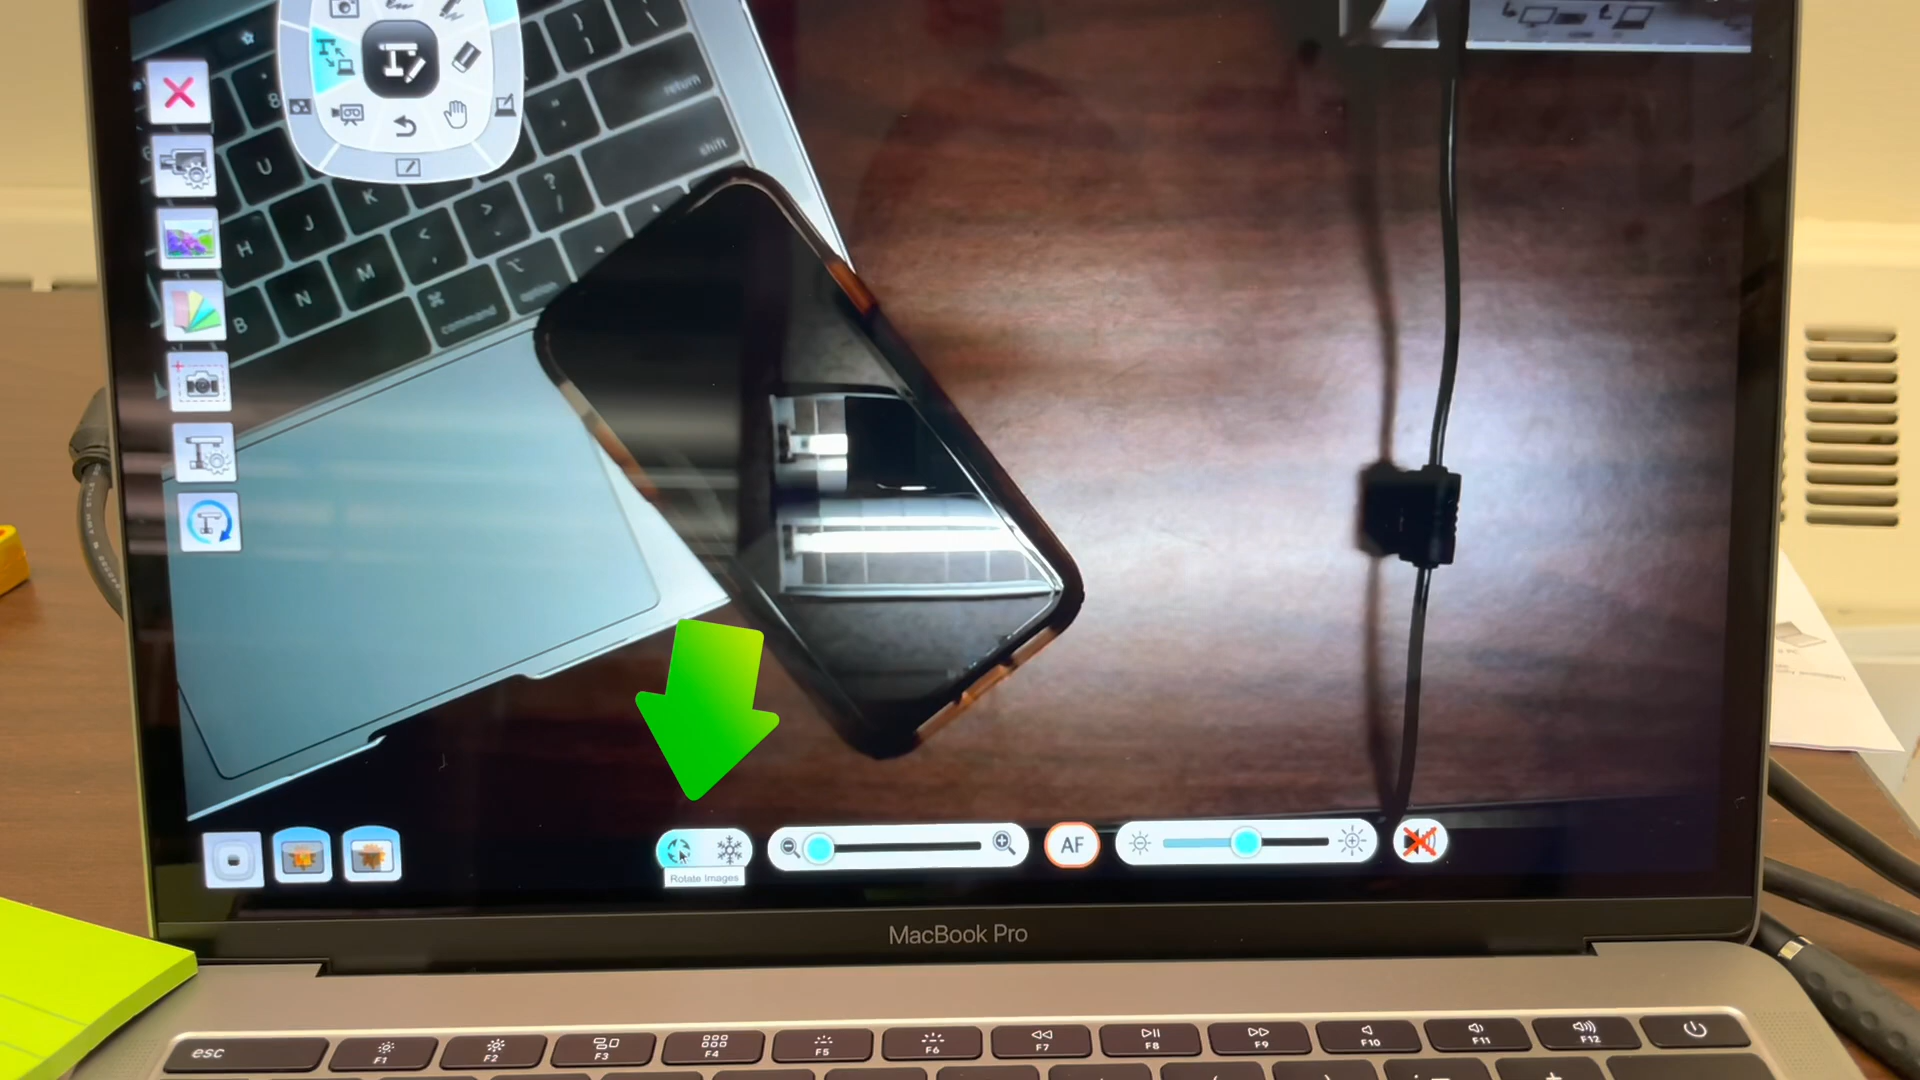 return
shift
8
U
K
J
H
M
N
B
?
>
<
command
option
AF
Rotate Images
MacBook Pro
esc
F1
F2
F3
F4
F5
F6
F7
F8
F9
F10
F11
F12